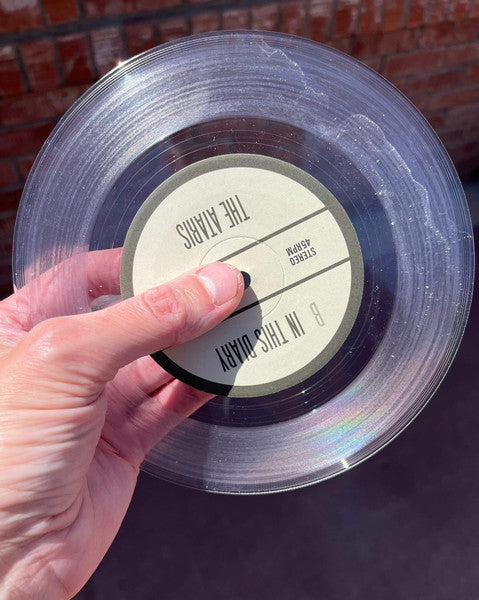 THE ATARIS
STEREO
45RPM
B IN THIS DIARY